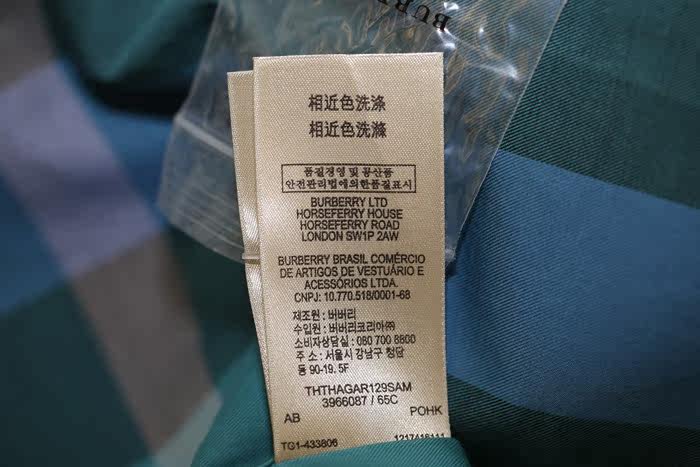 BURB
相近色洗涤
相近色洗滌
품질경영 및 공산품
안전관리법에의한품질표시
BURBERRY LTD
HORSEFERRY HOUSE
HORSEFERRY ROAD
LONDON SW1P 2AW
BURBERRY BRASIL COMÉRCIO
DE ARTIGOS DE VESTUÁRIO E
ACESSÓRIOS LTDA.
CNPJ: 10.770.518/0001-68
제조원 : 버버리
수입원 : 버버리코리아㈜
소비자상담실 : 080 700 8800
주소 : 서울시 강남구 청담
동 90-19. 5F
THTHAGAR129SAM
3966087 / 65C
AB POHK
TG1-433806